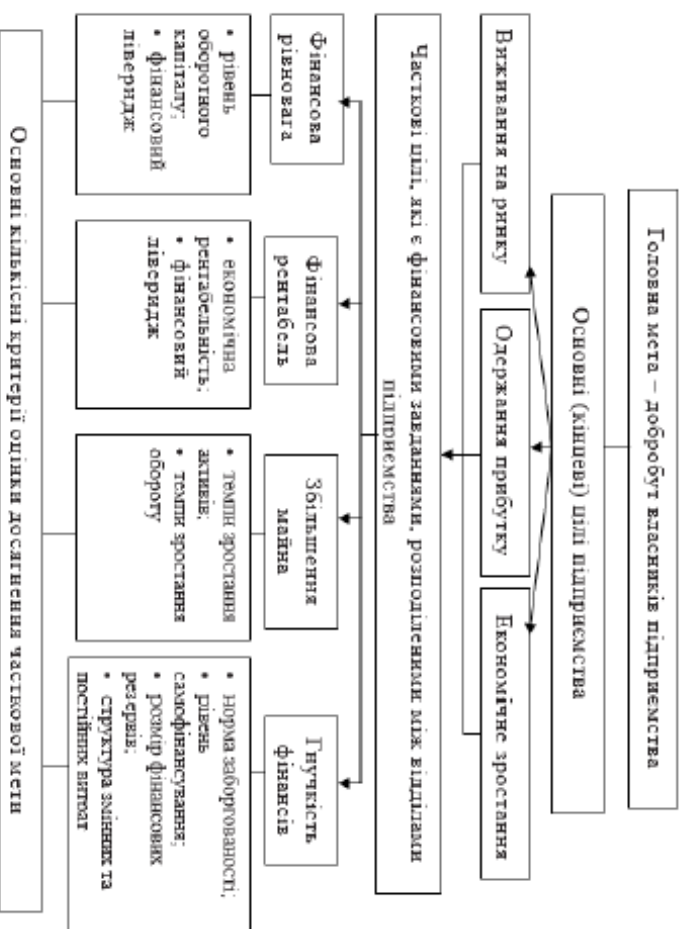 Головна мета – добробут власників підприємства
Основні (кінцеві) цілі підприємства
Виживання на ринку
Одержання прибутку
Економічне зростання
Часткові цілі, які є фінансовими завданнями, розподіленими між відділами
підприємства
Фінансова
рівновага
Фінансова
рентабель
Збільшення
майна
Гнучкість
фінансів
• рівень
оборотного
капіталу;
• фінансовий
ліверидж
• економічна
рентабельність;
• фінансовий
ліверидж
• темпи зростання
активів;
• темпи зростання
обороту
• норма заборгованості;
• рівень
самофінансування;
• розмір фінансових
резервів;
• структура змінних та
постійних витрат
Основні кількісні критерії оцінки досягнення часткової мети